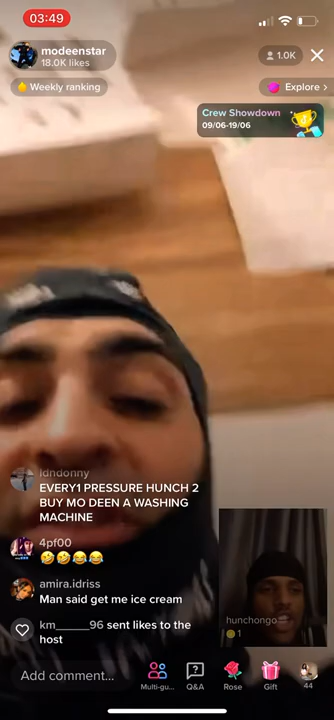 03:49
modeenstar
18.0K likes
1.0K
Weekly ranking
Explore >
Crew Showdown
09/06-19/06
ldndonny
EVERY1 PRESSURE HUNCH 2
BUY MO DEEN A WASHING
MACHINE
4pf00
🤣🤣😂😂
amira.idriss
Man said get me ice cream
km_____96 sent likes to the
host
hunchongo
1
Add comment...
Multi-gu...
Q&A
Rose
Gift
44